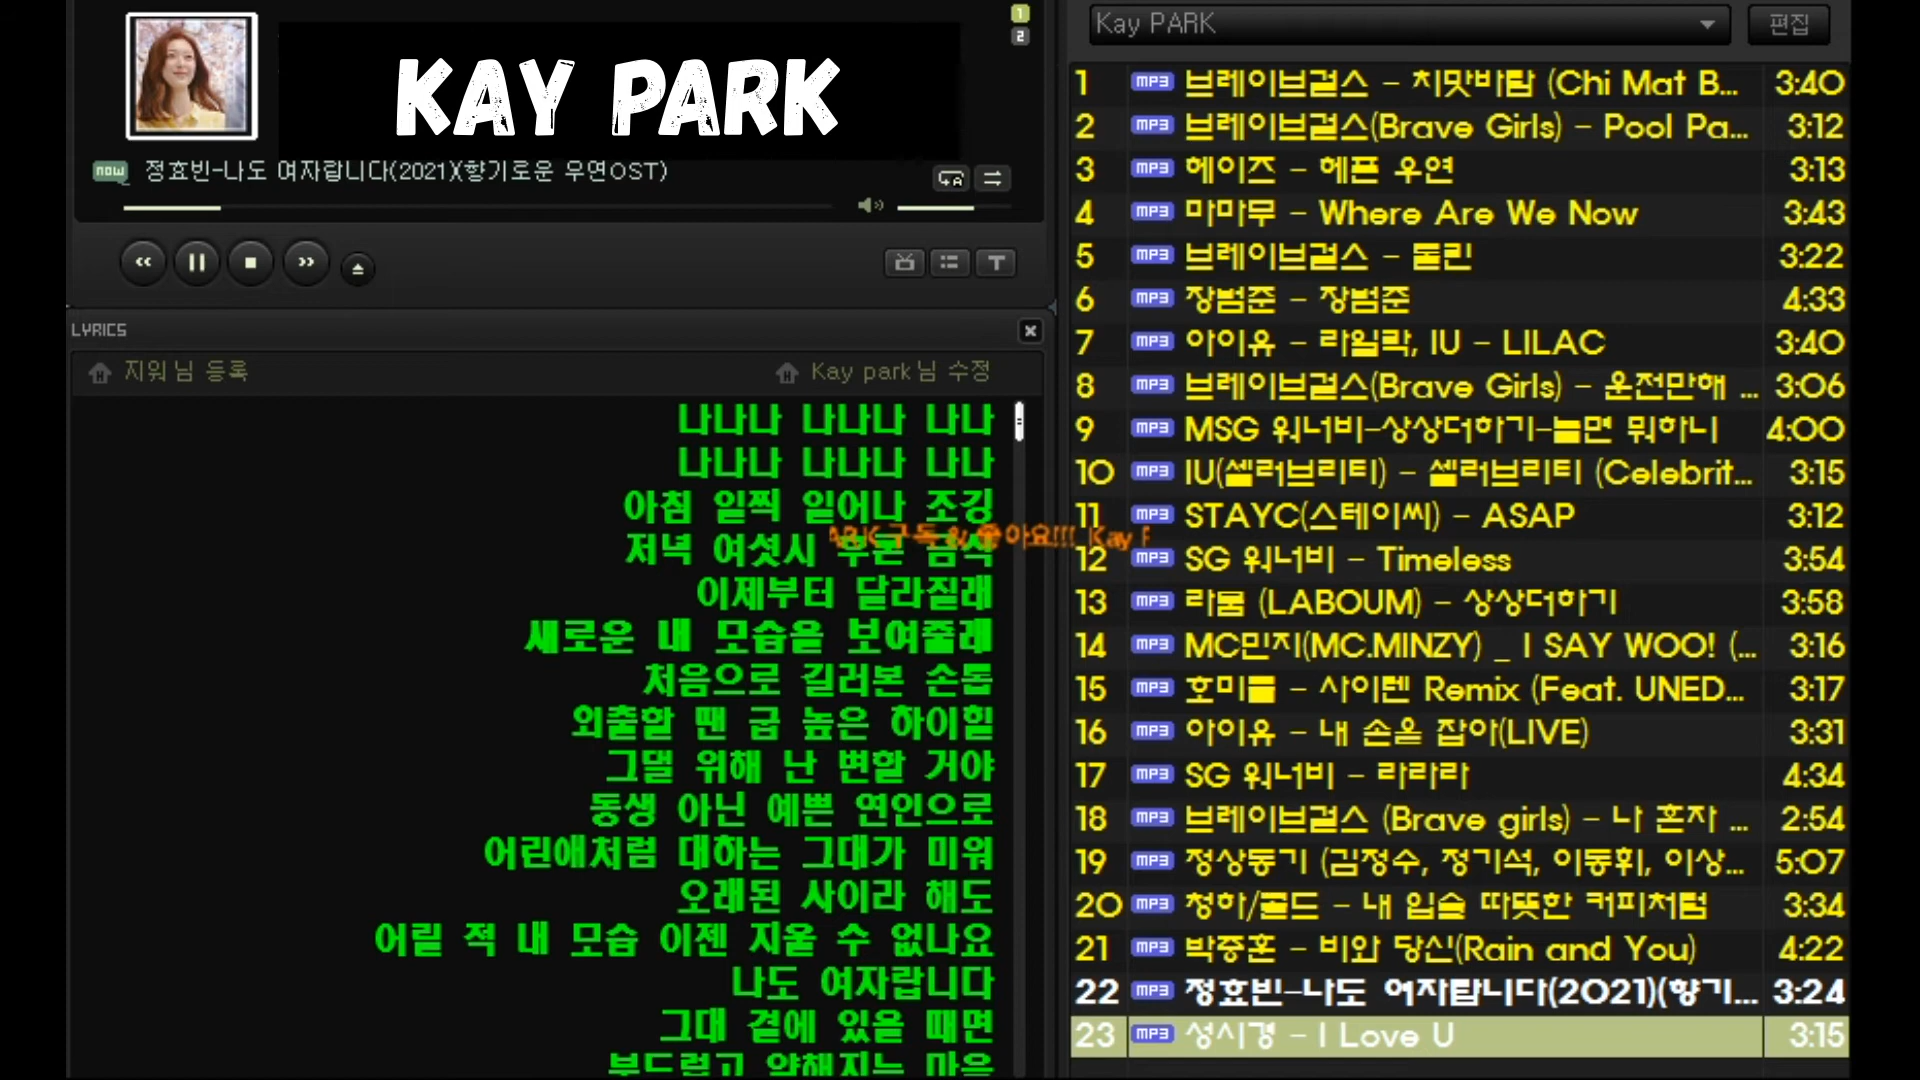 KAY PARK
1
2
now 정효빈-나도 여자랍니다(2021)(향기로운 우연OST)
LYRICS
지워님 등록
Kay park님 수정
나나나 나나나 나나
나나나 나나나 나나
아침 일찍 일어나 조깅
저녁 여섯시 무론 금식
이제부터 달라질래
새로운 내 모습을 보여줄래
처음으로 길러본 손톱
외출할 땐 굽 높은 하이힐
그댈 위해 난 변할 거야
동생 아닌 예쁜 연인으로
어린애처럼 대하는 그대가 미워
오래된 사이라 해도
어릴 적 내 모습 이젠 지울 수 없나요
나도 여자랍니다
그대 곁에 있을 때면
부드럽고 약해지는 마음
구독 & 좋아요!!! Kay
Kay PARK
편집
1 MP3 브레이브걸스 - 치맛바람 (Chi Mat B... 3:40
2 MP3 브레이브걸스(Brave Girls) - Pool Pa... 3:12
3 MP3 헤이즈 - 헤픈 우연 3:13
4 MP3 마마무 - Where Are We Now 3:43
5 MP3 브레이브걸스 - 롤린 3:22
6 MP3 장범준 - 장범준 4:33
7 MP3 아이유 - 라일락, IU - LILAC 3:40
8 MP3 브레이브걸스(Brave Girls) - 운전만해 ... 3:06
9 MP3 MSG 워너비-상상더하기-놀면 뭐하니 4:00
10 MP3 IU(셀러브리티) - 셀러브리티 (Celebrit... 3:15
11 MP3 STAYC(스테이씨) - ASAP 3:12
12 MP3 SG 워너비 - Timeless 3:54
13 MP3 라붐 (LABOUM) - 상상더하기 3:58
14 MP3 MC민지(MC.MINZY) _ I SAY WOO! (... 3:16
15 MP3 호미들 - 사이렌 Remix (Feat. UNED... 3:17
16 MP3 아이유 - 내 손을 잡아(LIVE) 3:31
17 MP3 SG 워너비 - 라라라 4:34
18 MP3 브레이브걸스 (Brave girls) - 나 혼자 ... 2:54
19 MP3 정상동기 (김정수, 정기석, 이동휘, 이상... 5:07
20 MP3 청하/콜드 - 내 입술 따뜻한 커피처럼 3:34
21 MP3 박중훈 - 비와 당신(Rain and You) 4:22
22 MP3 정효빈-나도 여자랍니다(2021)(향기... 3:24
23 MP3 성시경 - I Love U 3:15